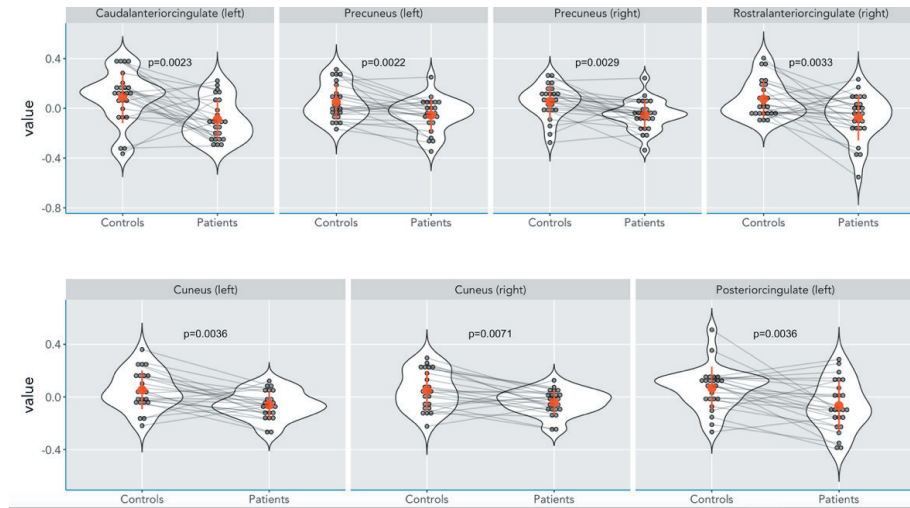 Caudalanteriorcingulate (left) Precuneus (left) Precuneus (right) Rostralanteriorcingulate (right)
p=0.0023 p=0.0022 p=0.0029 p=0.0033
0.4
0.0
-0.4
-0.8
value
Controls Patients Controls Patients Controls Patients Controls Patients
Cuneus (left) Cuneus (right) Posteriorcingulate (left)
p=0.0036 p=0.0071 p=0.0036
0.4
0.0
-0.4
value
Controls Patients Controls Patients Controls Patients